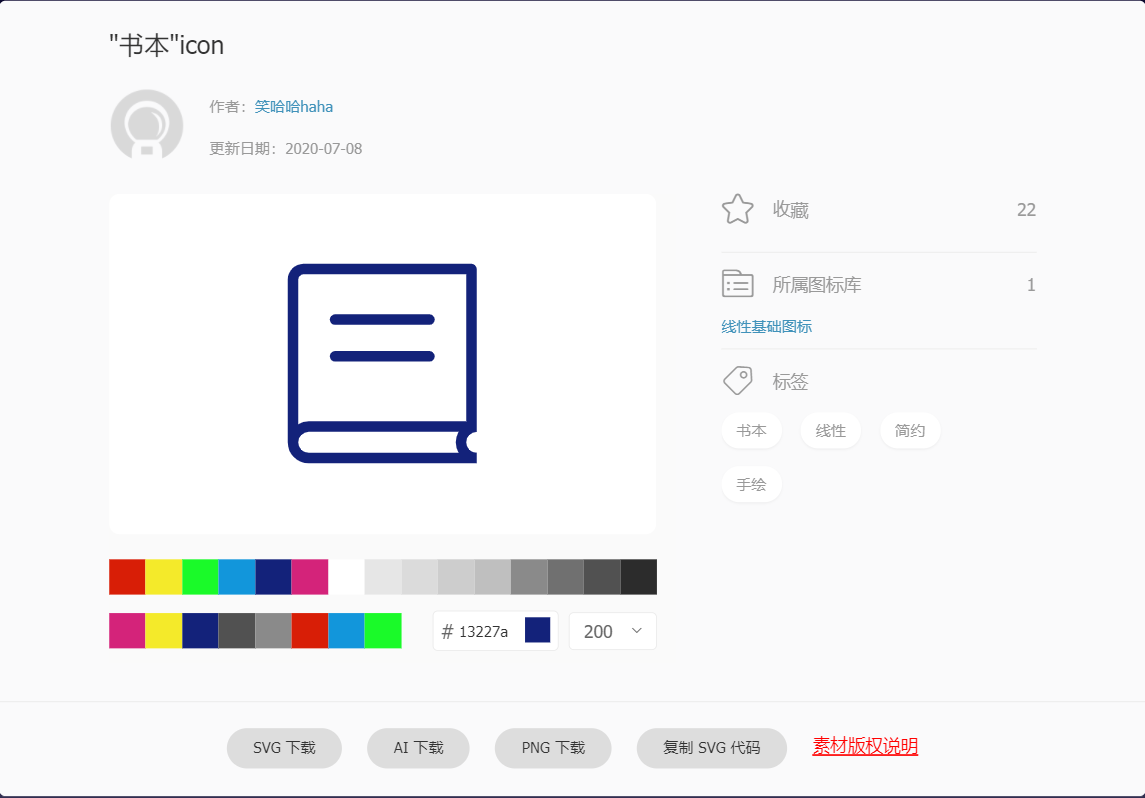 "书本"icon
作者：笑哈哈haha
更新日期：2020-07-08
收藏 22
所属图标库 1
线性基础图标
标签
书本 线性 简约
手绘
# 13227a 200
SVG 下载 AI 下载 PNG 下载 复制 SVG 代码 素材版权说明